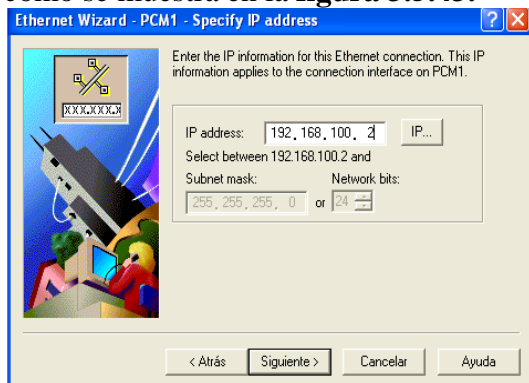 como se muestra en la figura 3.3.43.
Ethernet Wizard - PCM1 - Specify IP address
Enter the IP information for this Ethernet connection. This IP
information applies to the connection interface on PCM1.
XXX.XXX.X
IP address: 192 . 168 . 100 . 2 IP...
Select between 192.168.100.2 and
Subnet mask: Network bits:
255 . 255 . 255 . 0 or 24
< Atrás Siguiente > Cancelar Ayuda